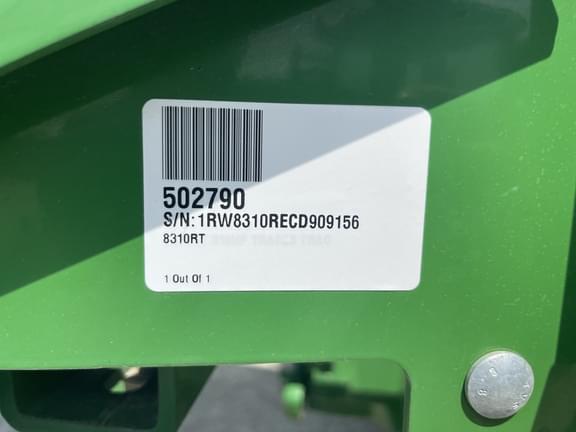 502790
S/N: 1RW8310RECD909156
8310RT
1 Out Of 1